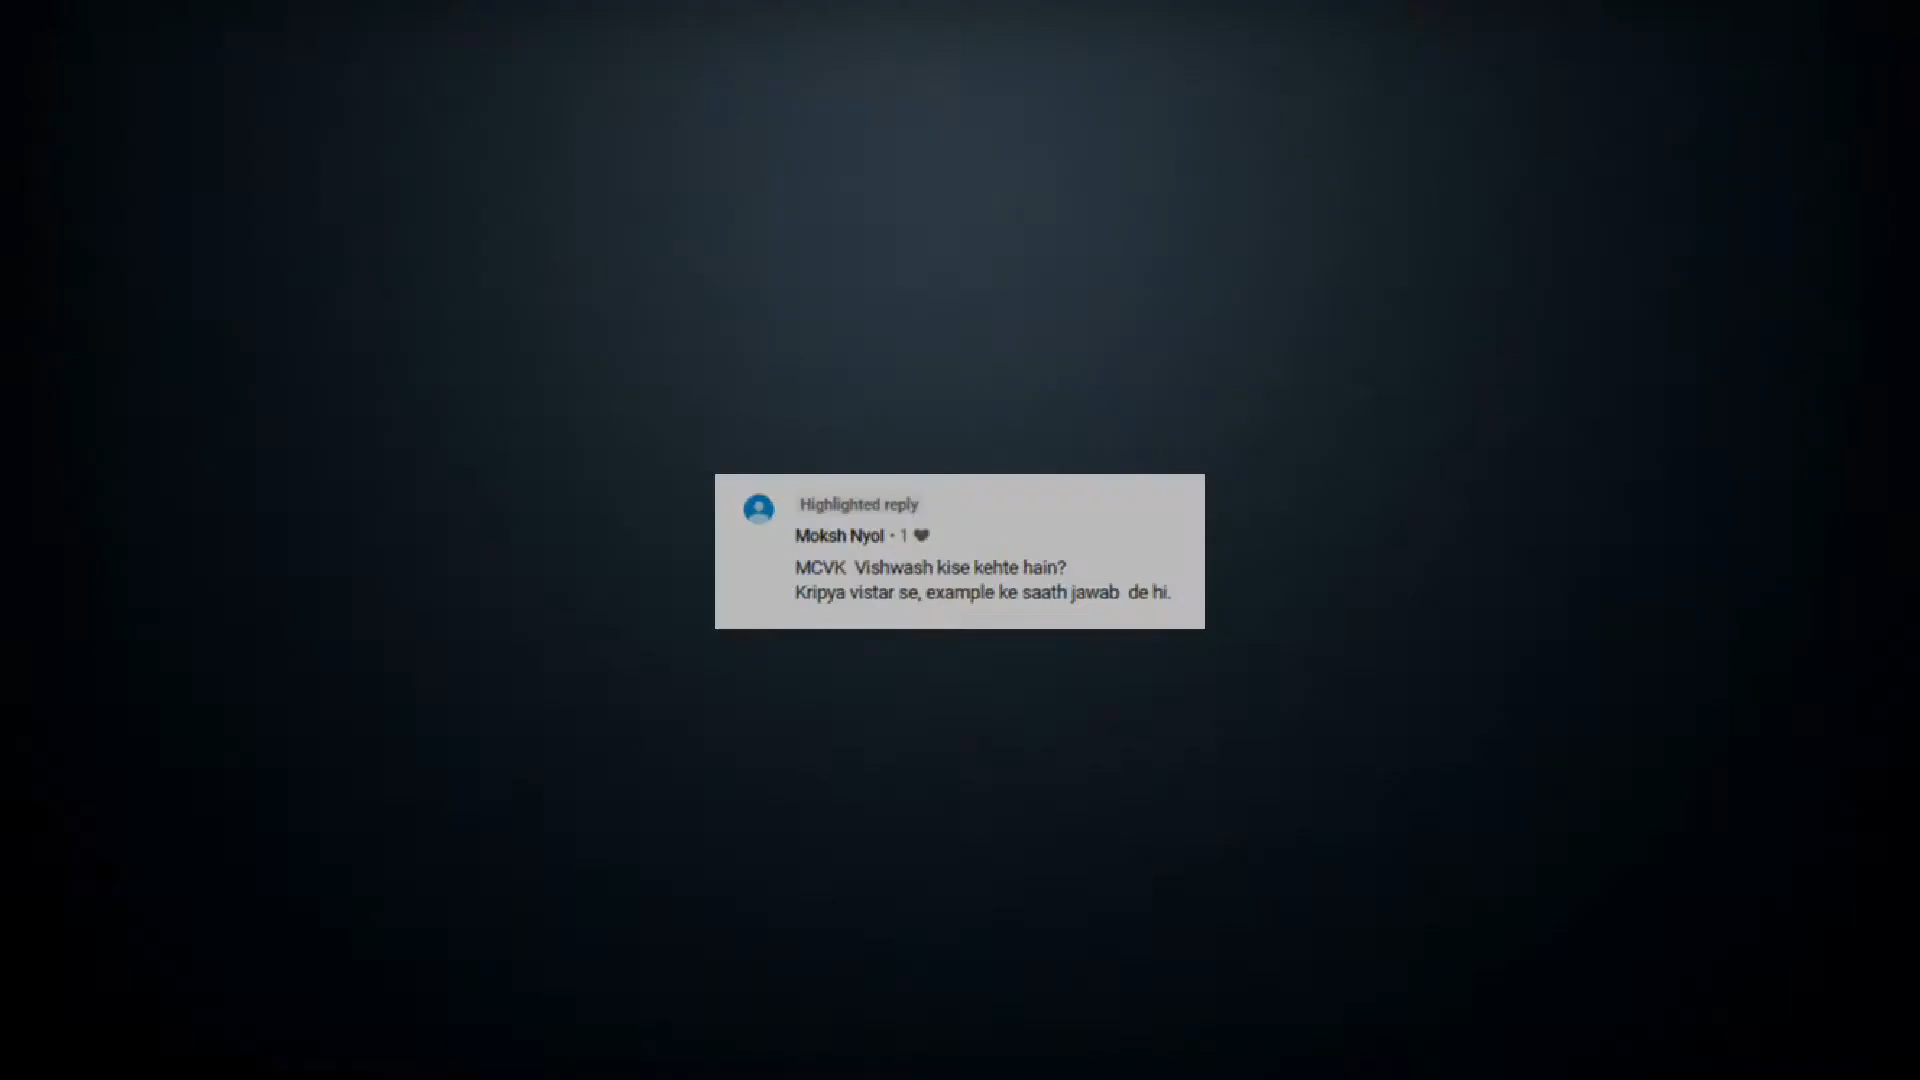 Highlighted reply
Moksh Nyol • 1 ♥
MCVK Vishwash kise kehte hain?
Kripya vistar se, example ke saath jawab de hi.